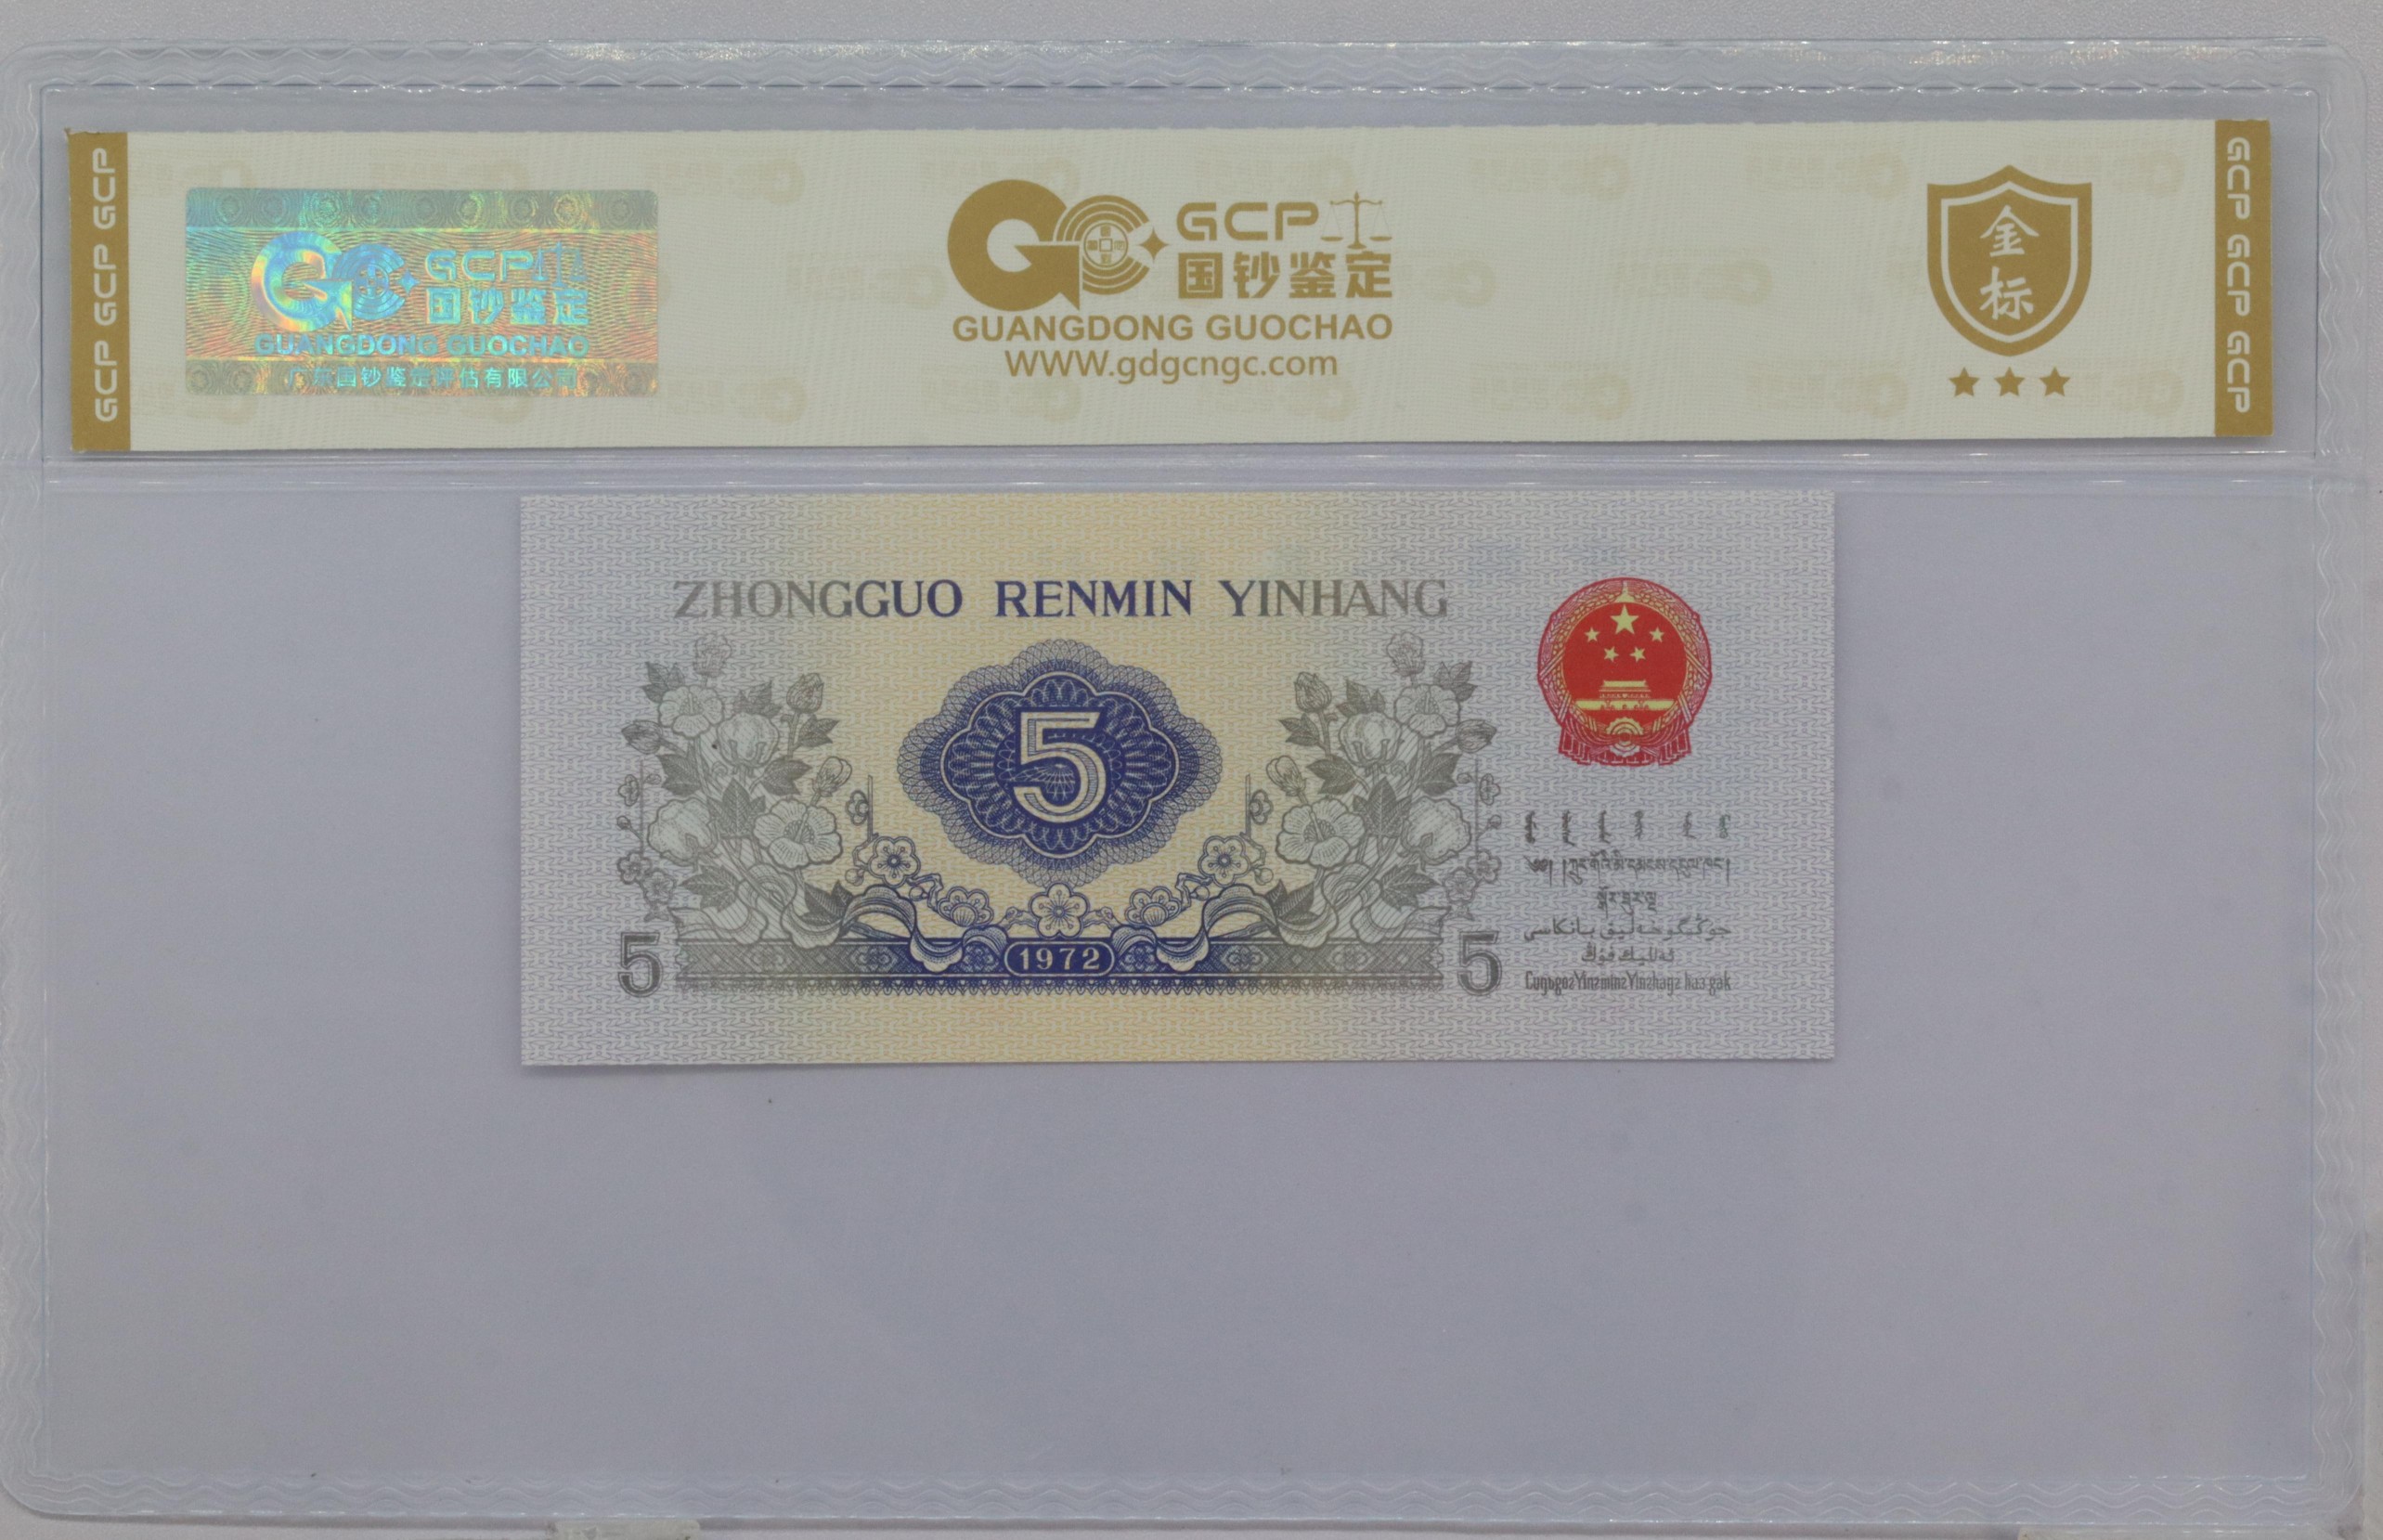 GCP GCP GCP
GCP
国钞鉴定
GUANGDONG GUOCHAO
广东国钞鉴定评估有限公司
GCP
国钞鉴定
GUANGDONG GUOCHAO
WWW.gdgcngc.com
金
标
GCP GCP GCP
ZHONGGUO RENMIN YINHANG
5
1972
5
5